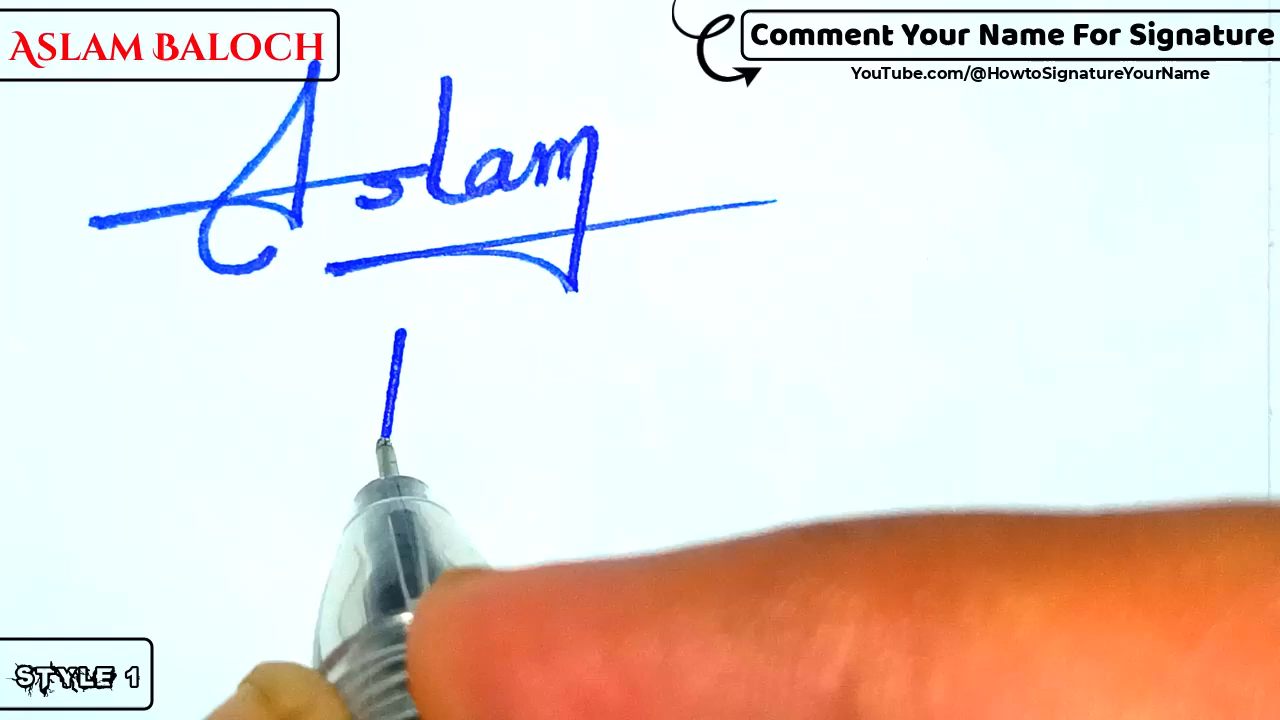 Aslam Baloch
Comment Your Name For Signature
YouTube.com/@HowtoSignatureYourName
Aslam
STYLE 1